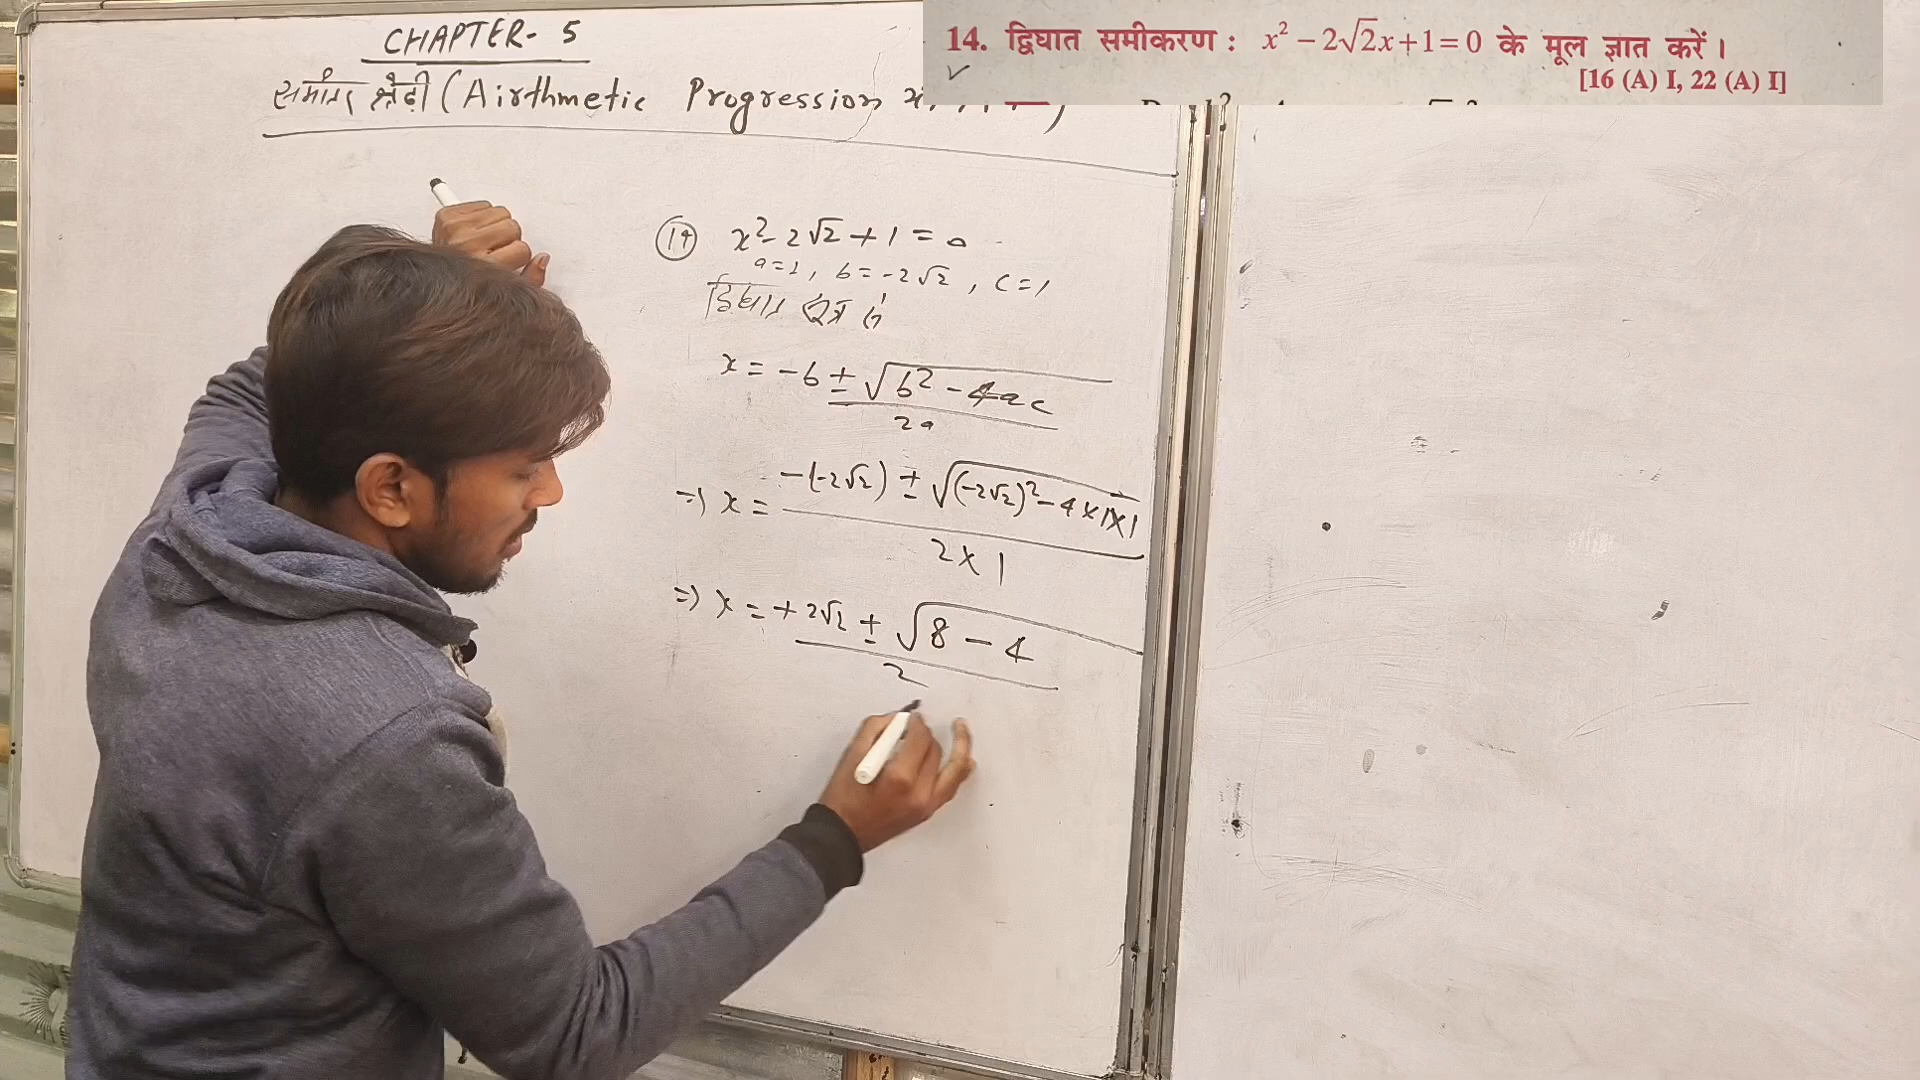 CHAPTER- 5
समांतर श्रेढ़ी (Airthmetic Progression
14. द्विघात समीकरण : x² – 2√2x+1=0 के मूल ज्ञात करें।
[16 (A) I, 22 (A) I]
(14) x² - 2√2 + 1 = 0
a=1, b = -2√2, c=1
द्विघात सूत्र से
x = -b ± √b² - 4ac
2a
=) x = -(-2√2) ± √(-2√2)² - 4×1×1
2×1
=) x = + 2√2 ± √8 - 4
2